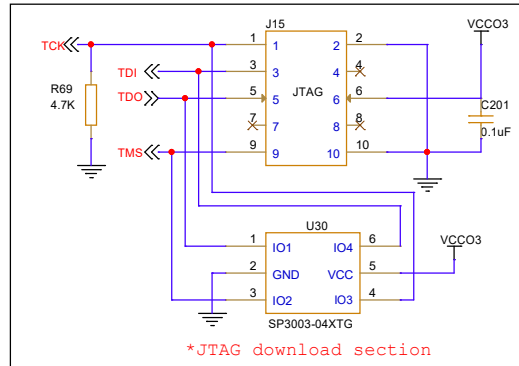 J15
VCCO3
TCK 1 1 2 2
TDI 3 3 4 4
R69
4.7K
JTAG
TDO 5 5 6 6
C201
0.1uF
7 7 8 8
TMS 9 9 10 10
U30
VCCO3
1 IO1 IO4 6
2 GND VCC 5
3 IO2 IO3 4
SP3003-04XTG
*JTAG download section